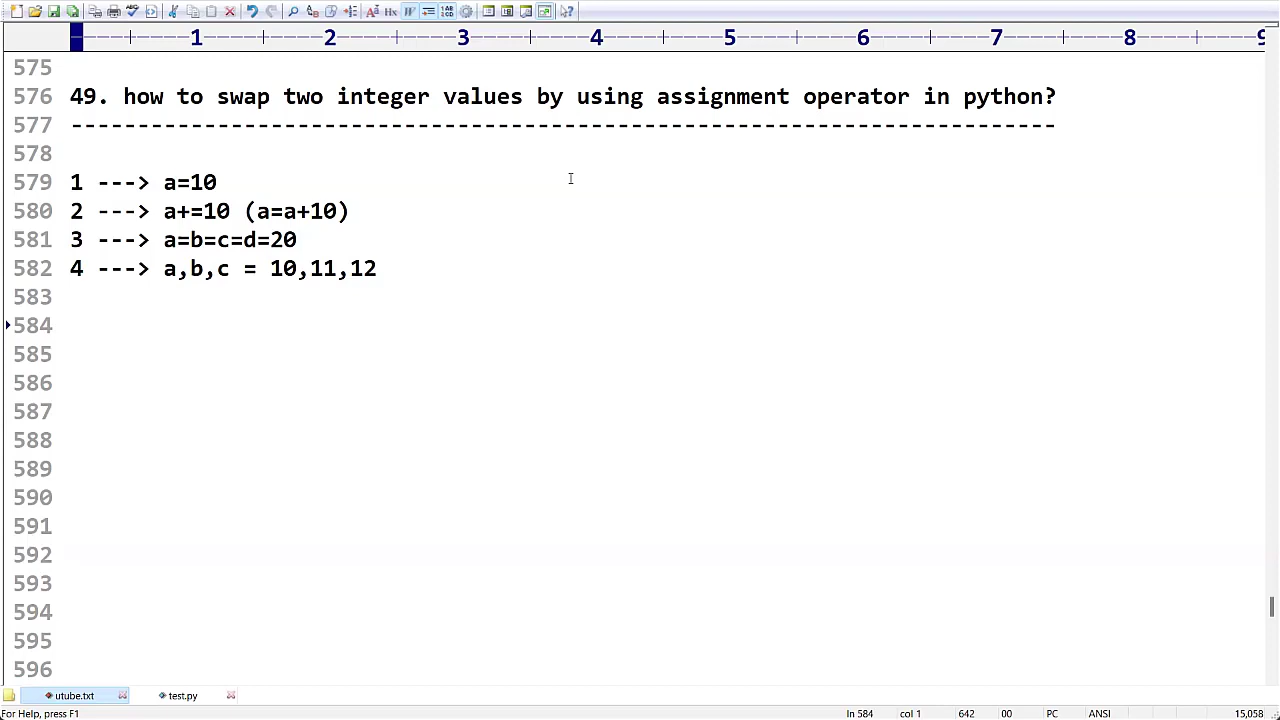 1 2 3 4 5 6 7 8 9
575
576 49. how to swap two integer values by using assignment operator in python?
577 --------------------------------------------------------------------------
578
579 1 ---> a=10
580 2 ---> a+=10 (a=a+10)
581 3 ---> a=b=c=d=20
582 4 ---> a,b,c = 10,11,12
583
584
585
586
587
588
589
590
591
592
593
594
595
596
utube.txt test.py
For Help, press F1 ln 584 col 1 642 00 PC ANSI 15,058